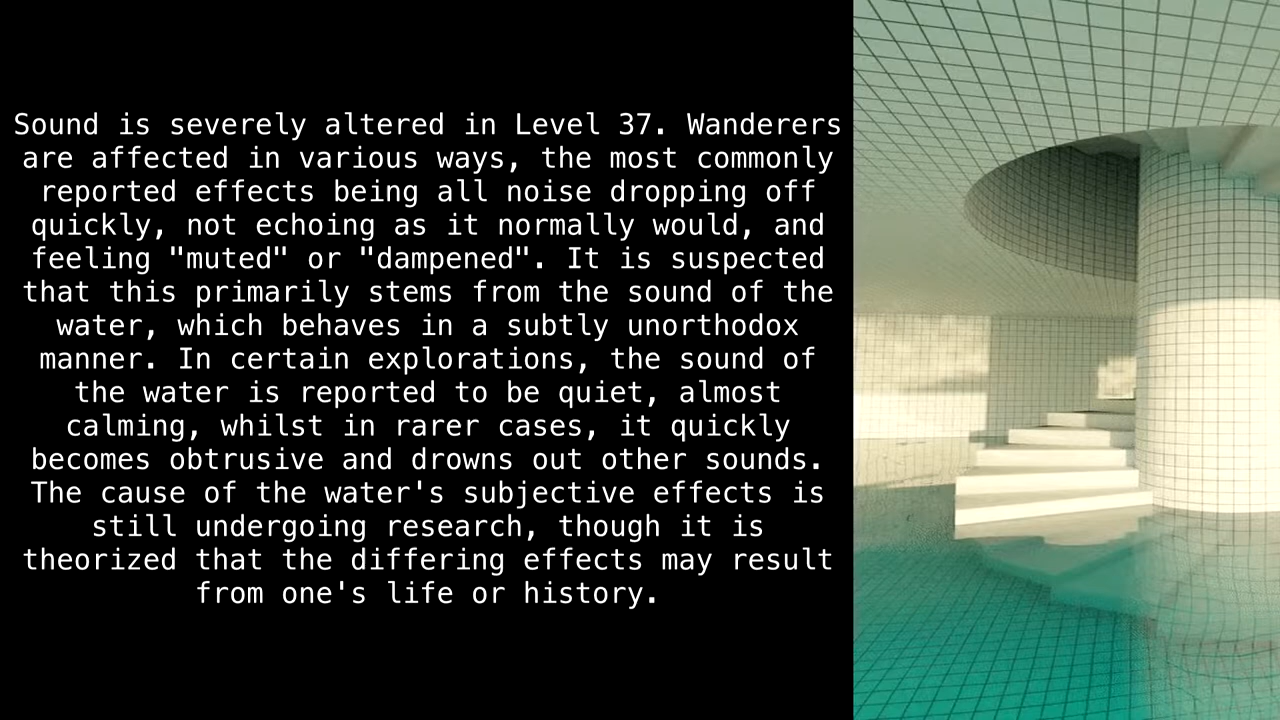 Sound is severely altered in Level 37. Wanderers
are affected in various ways, the most commonly
reported effects being all noise dropping off
quickly, not echoing as it normally would, and
feeling "muted" or "dampened". It is suspected
that this primarily stems from the sound of the
water, which behaves in a subtly unorthodox
manner. In certain explorations, the sound of
the water is reported to be quiet, almost
calming, whilst in rarer cases, it quickly
becomes obtrusive and drowns out other sounds.
The cause of the water's subjective effects is
still undergoing research, though it is
theorized that the differing effects may result
from one's life or history.